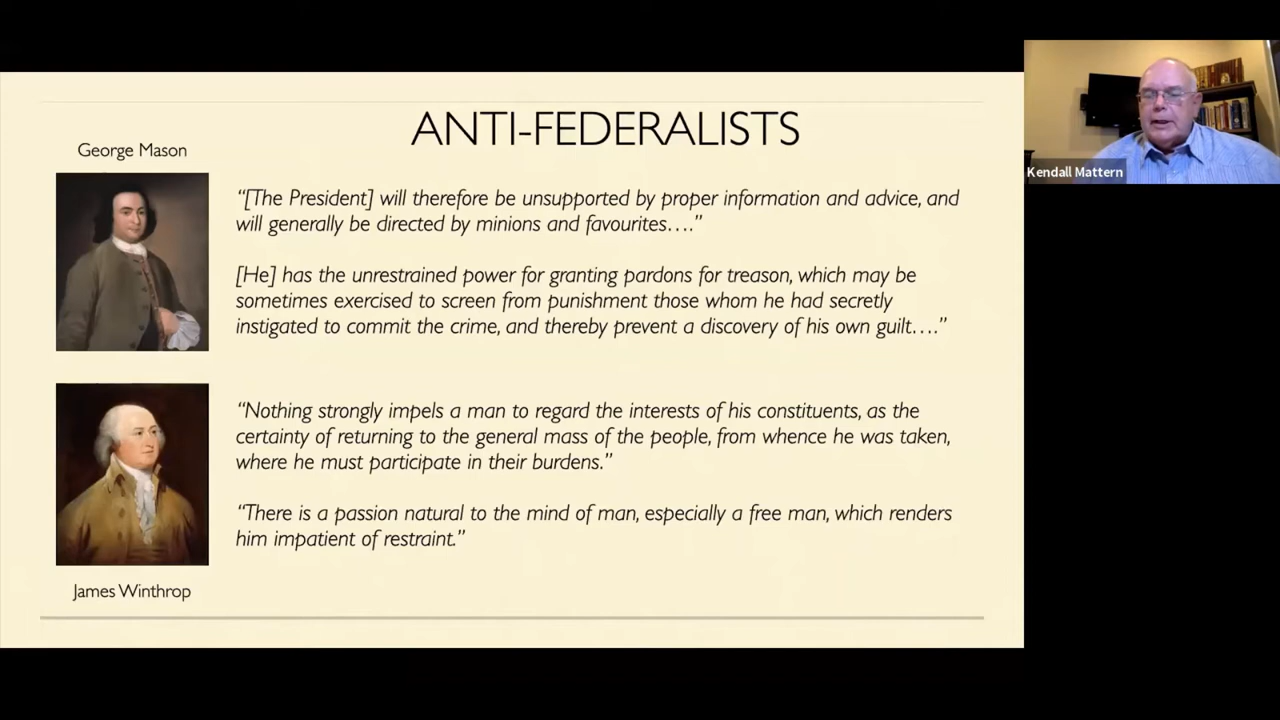 ANTI-FEDERALISTS
George Mason
“[The President] will therefore be unsupported by proper information and advice, and
will generally be directed by minions and favourites….”
[He] has the unrestrained power for granting pardons for treason, which may be
sometimes exercised to screen from punishment those whom he had secretly
instigated to commit the crime, and thereby prevent a discovery of his own guilt….”
“Nothing strongly impels a man to regard the interests of his constituents, as the
certainty of returning to the general mass of the people, from whence he was taken,
where he must participate in their burdens.”
“There is a passion natural to the mind of man, especially a free man, which renders
him impatient of restraint.”
James Winthrop
Kendall Mattern